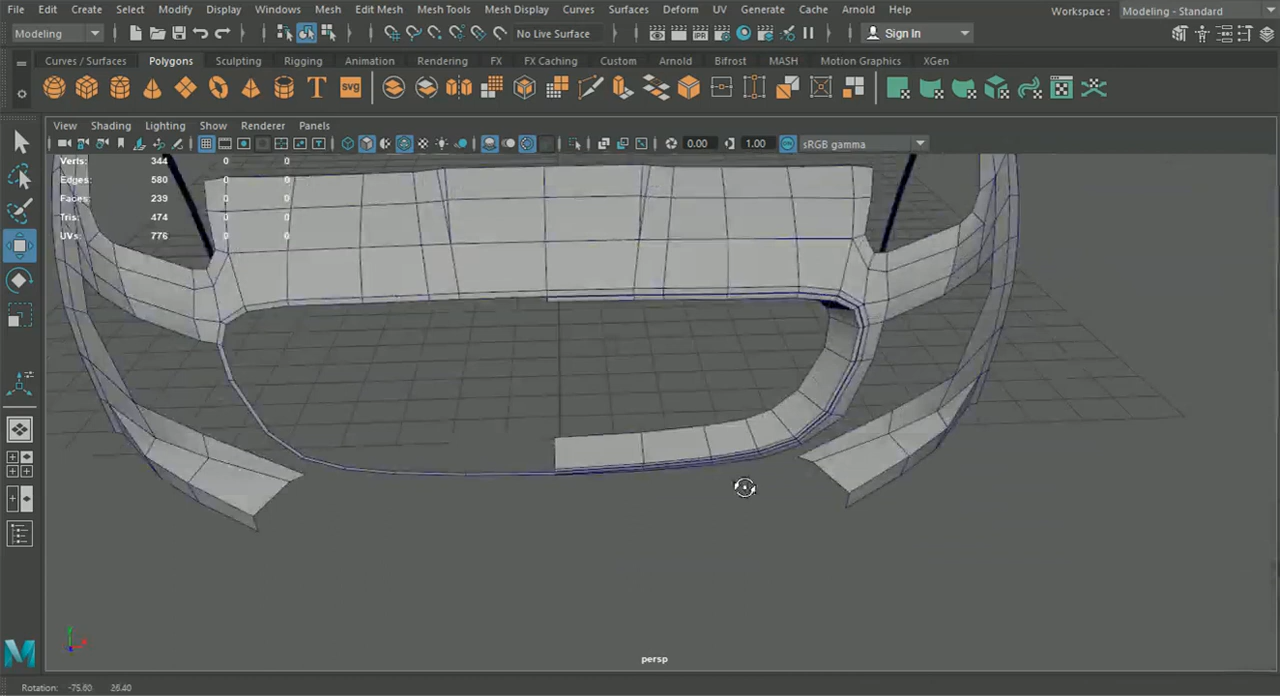 File Edit Create Select Modify Display Windows Mesh Edit Mesh Mesh Tools Mesh Display Curves Surfaces Deform UV Generate Cache Arnold Help Workspace : Modeling - Standard
Modeling No Live Surface IPR Sign In
Curves / Surfaces Polygons Sculpting Rigging Animation Rendering FX FX Caching Custom Arnold Bifrost MASH Motion Graphics XGen
T svg
View Shading Lighting Show Renderer Panels
0.00 1.00 sRGB gamma
Verts: 344 0 0
Edges: 580 0 0
Faces: 239 0 0
Tris: 474 0 0
UVs: 776 0 0
persp
M
Rotation: -75.60 26.40